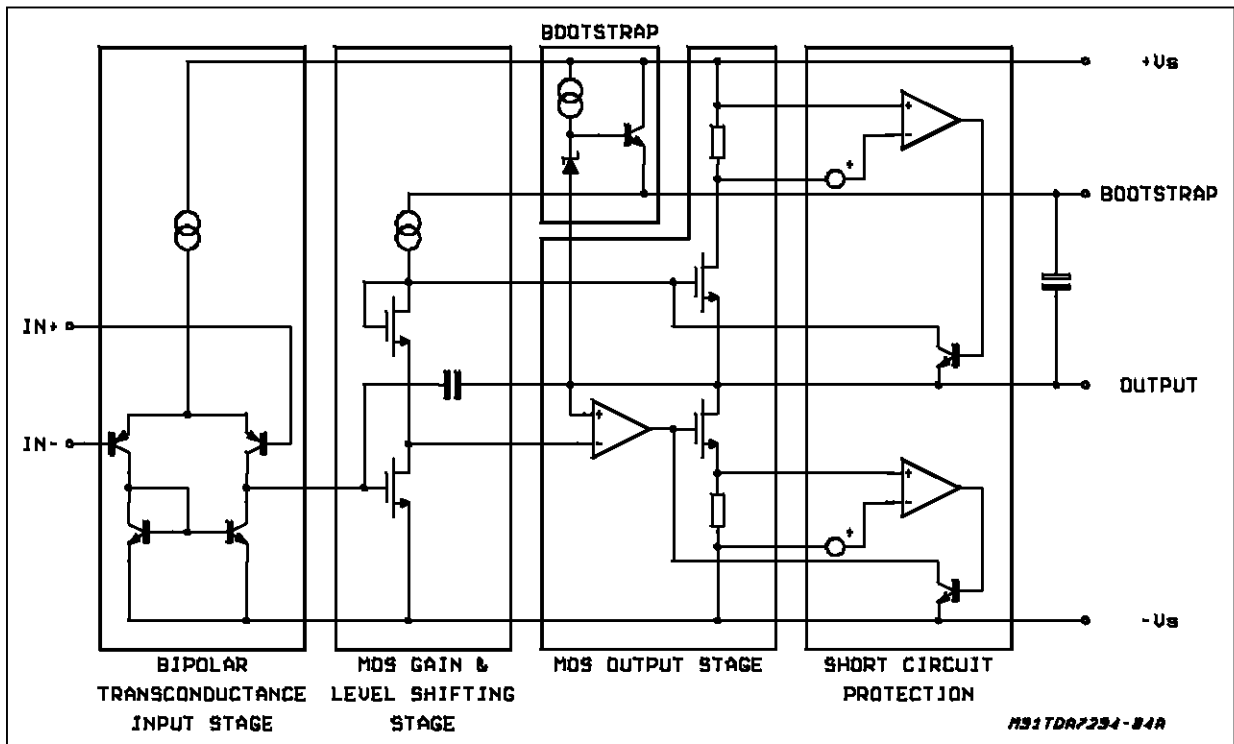 BOOTSTRAP
+Vs
+
-
+
BOOTSTRAP
IN+
OUTPUT
IN-
+
-
+
-
+
-Vs
BIPOLAR
TRANSCONDUCTANCE
INPUT STAGE
MOS GAIN &
LEVEL SHIFTING
STAGE
MOS OUTPUT STAGE
SHORT CIRCUIT
PROTECTION
M91TDA7294-04A